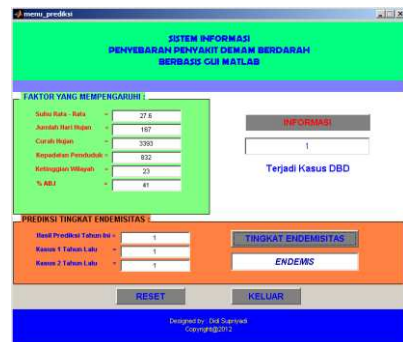 menu_prediksi
SISTEM INFORMASI
PENYEBARAN PENYAKIT DEMAM BERDARAH
BERBASIS GUI MATLAB
FAKTOR YANG MEMPENGARUHI :
Suhu Rata - Rata = 27.6
Jumlah Hari Hujan = 167
Curah Hujan = 3393
Kepadatan Penduduk = 932
Ketinggian Wilayah = 23
% ABJ = 41
INFORMASI
1
Terjadi Kasus DBD
PREDIKSI TINGKAT ENDEMISITAS :
Hasil Prediksi Tahun Ini = 1
Kasus 1 Tahun Lalu = 1
Kasus 2 Tahun Lalu = 1
TINGKAT ENDEMISITAS
ENDEMIS
RESET
KELUAR
Designed by : Didi Supriyadi
Copyright@2012